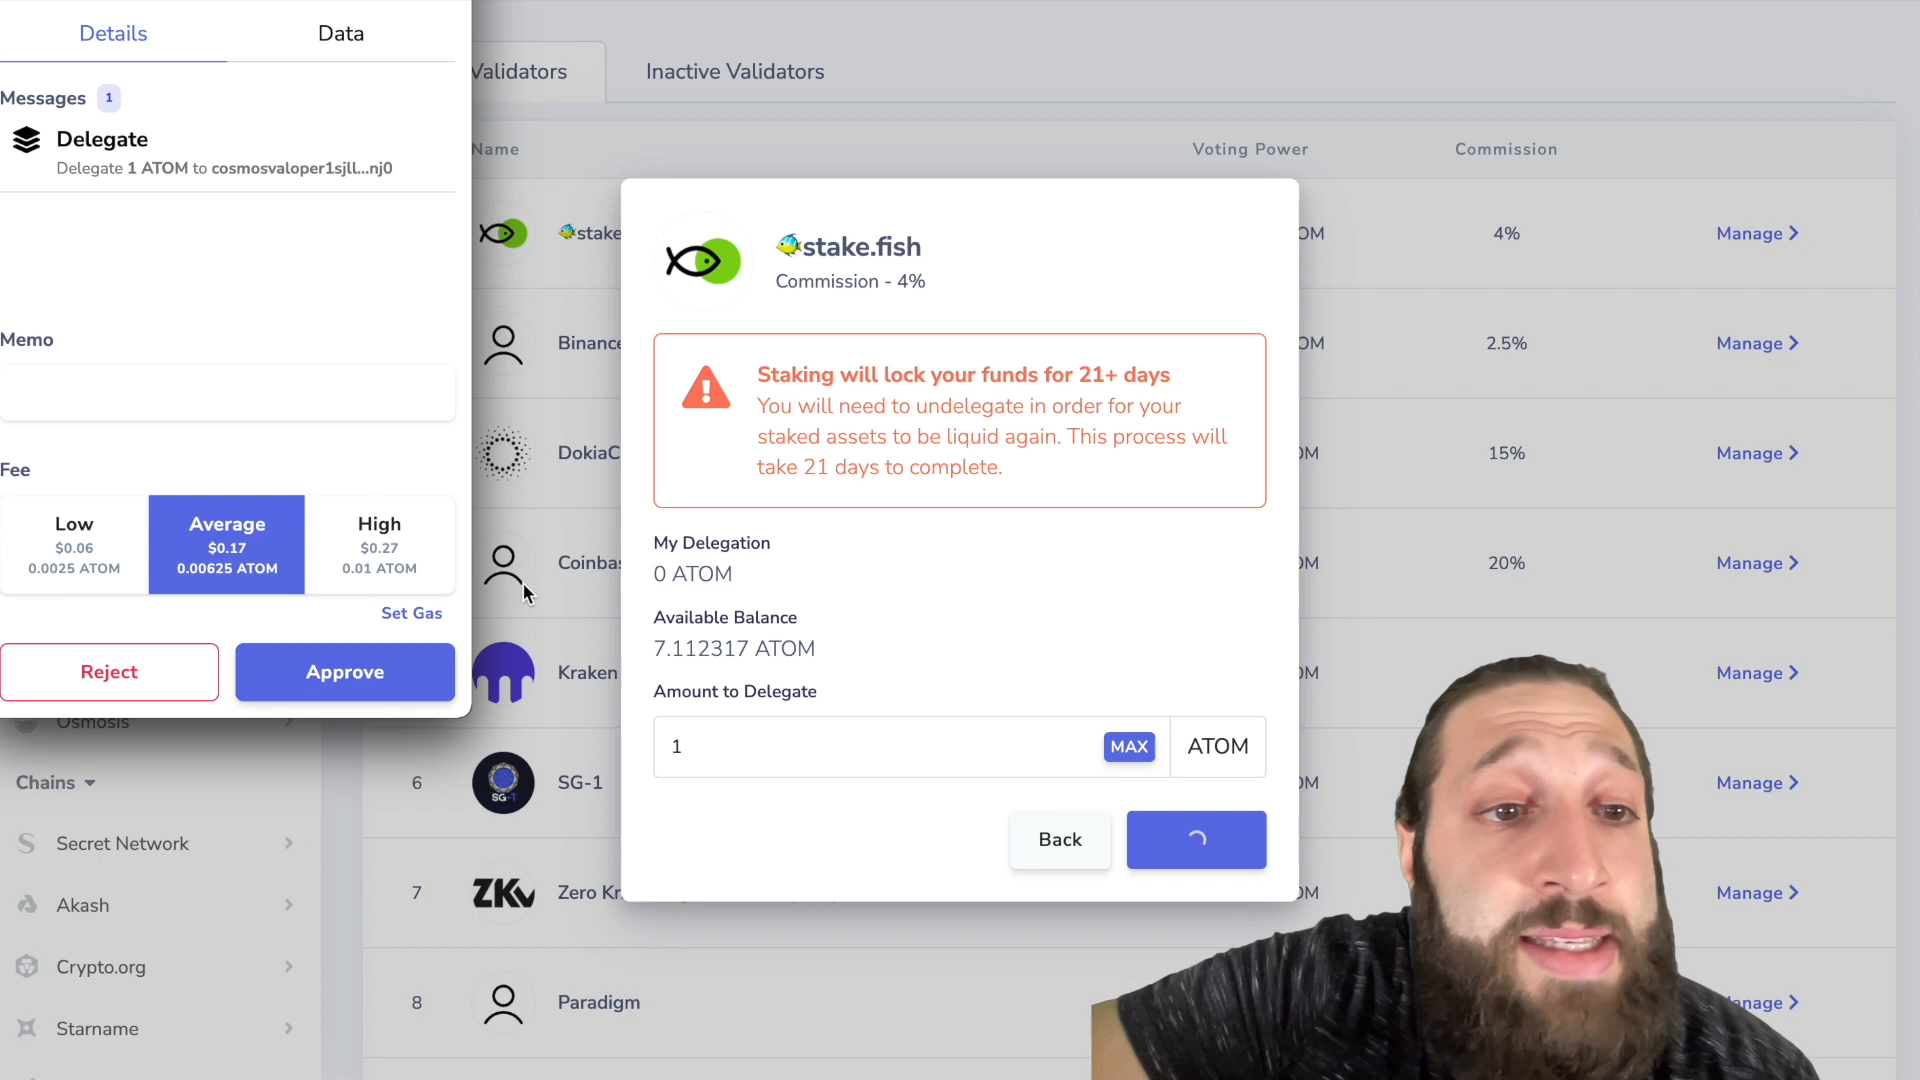 Details
Data
Messages 1
Delegate
Delegate 1 ATOM to cosmosvaloper1sjll...nj0
Memo
Fee
Low
$0.06
0.0025 ATOM
Average
$0.17
0.00625 ATOM
High
$0.27
0.01 ATOM
Set Gas
Reject
Approve
Osmosis
Chains
Secret Network
Akash
Crypto.org
Starname
Validators
Inactive Validators
Name
Voting Power
Commission
stake
OM
4%
Manage
Binance
OM
2.5%
Manage
DokiaC
OM
15%
Manage
Coinbas
OM
20%
Manage
Kraken
OM
Manage
6
SG-1
SG-1
OM
Manage
7
ZKV
Zero Kn
OM
Manage
8
Paradigm
anage
stake.fish
Commission - 4%
Staking will lock your funds for 21+ days
You will need to undelegate in order for your
staked assets to be liquid again. This process will
take 21 days to complete.
My Delegation
0 ATOM
Available Balance
7.112317 ATOM
Amount to Delegate
1
MAX
ATOM
Back